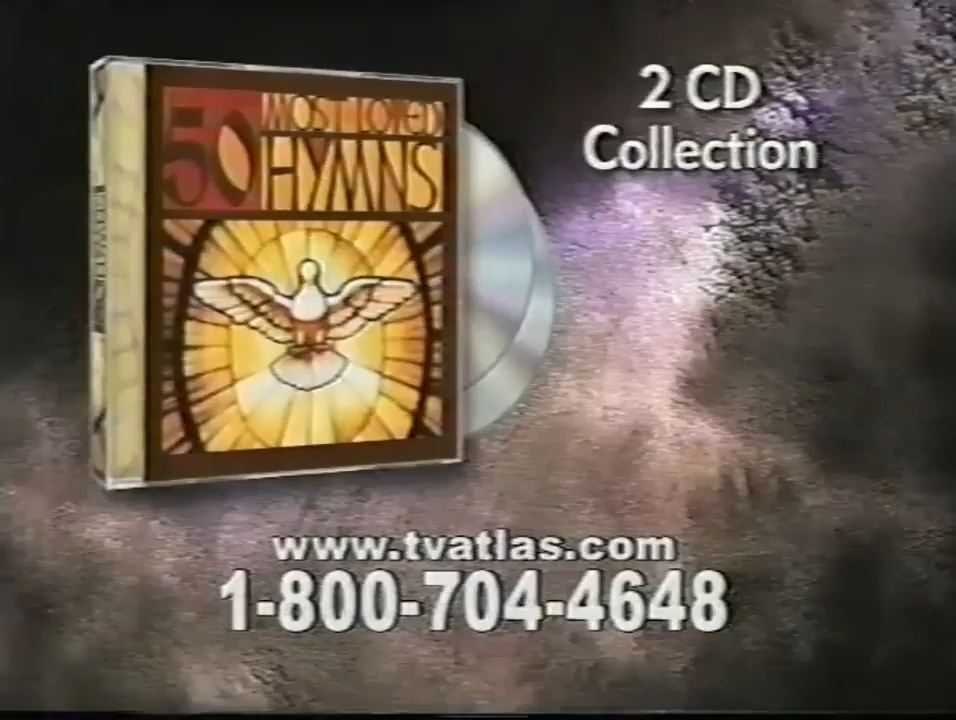 50 MOST LOVED
HYMNS
2 CD
Collection
www.tvatlas.com
1-800-704-4648